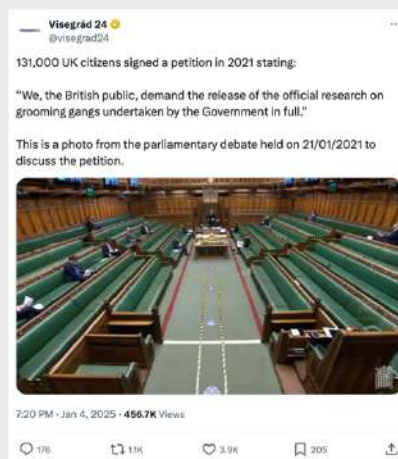 Visegrád 24
@visegrad24
131,000 UK citizens signed a petition in 2021 stating:
“We, the British public, demand the release of the official research on
grooming gangs undertaken by the Government in full.”
This is a photo from the parliamentary debate held on 21/01/2021 to
discuss the petition.
7:20 PM · Jan 4, 2025 · 456.7K Views
176 1.1K 3.9K 205